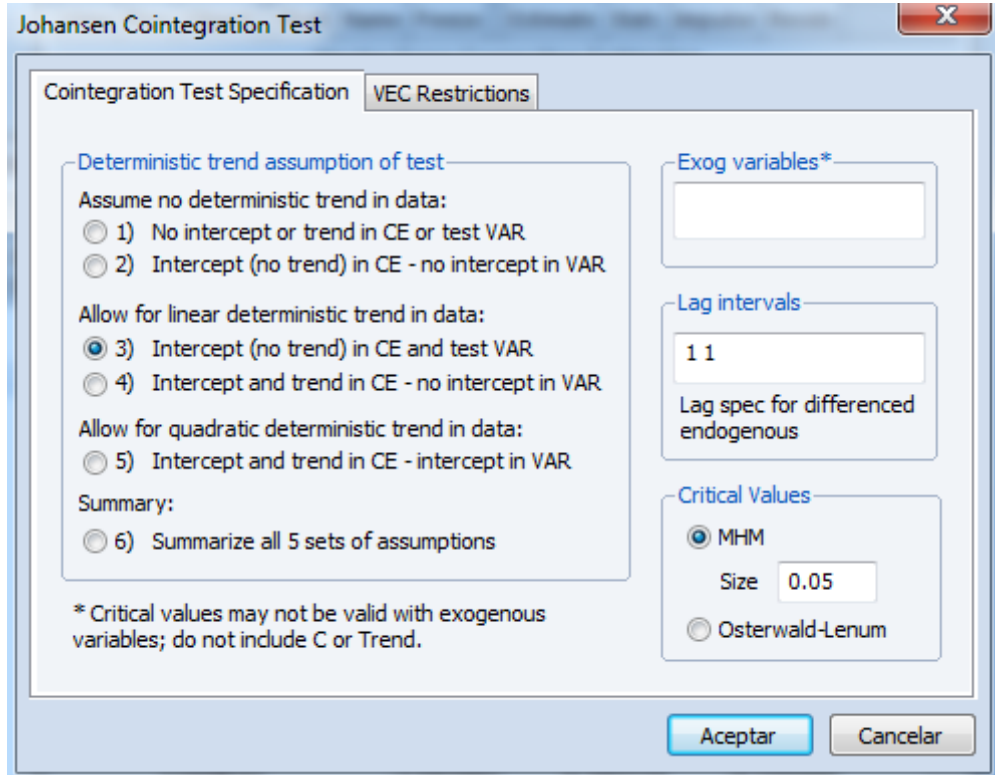 Johansen Cointegration Test
Cointegration Test Specification
VEC Restrictions
Deterministic trend assumption of test
Assume no deterministic trend in data:
1) No intercept or trend in CE or test VAR
2) Intercept (no trend) in CE - no intercept in VAR
Allow for linear deterministic trend in data:
3) Intercept (no trend) in CE and test VAR
4) Intercept and trend in CE - no intercept in VAR
Allow for quadratic deterministic trend in data:
5) Intercept and trend in CE - intercept in VAR
Summary:
6) Summarize all 5 sets of assumptions
* Critical values may not be valid with exogenous
variables; do not include C or Trend.
Exog variables*
Lag intervals
1 1
Lag spec for differenced
endogenous
Critical Values
MHM
Size 0.05
Osterwald-Lenum
Aceptar
Cancelar